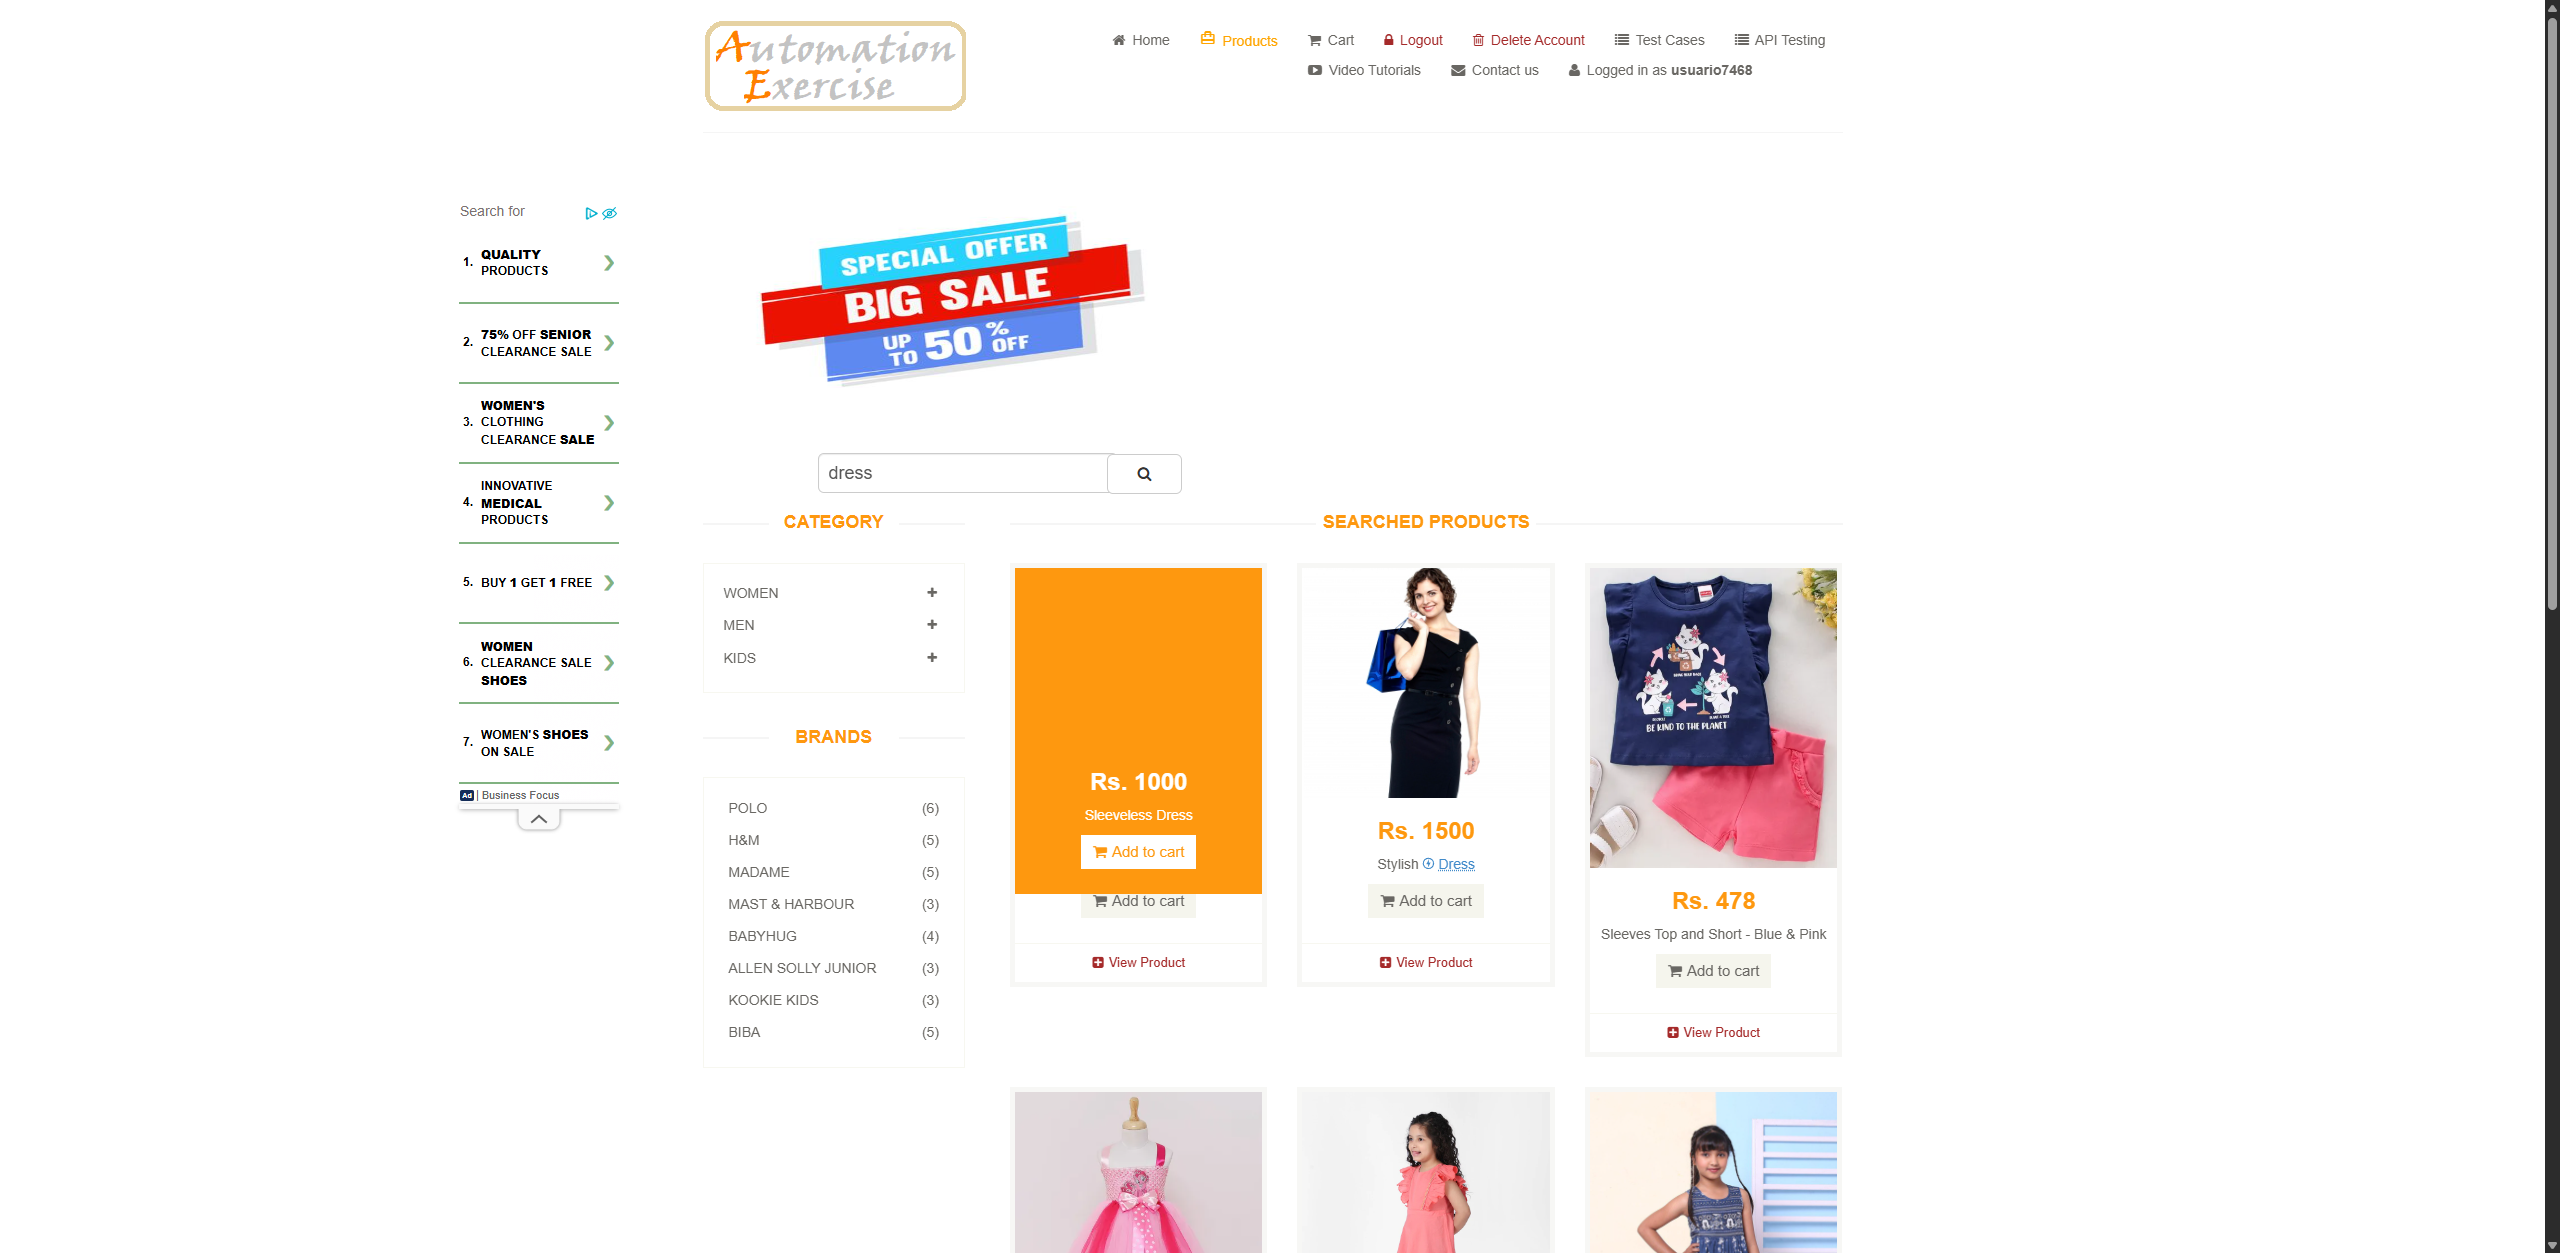 Automation
Exercise
Home
Products
Cart
Logout
Delete Account
Test Cases
API Testing
Video Tutorials
Contact us
Logged in as usuario7468
Search for
1. QUALITY
PRODUCTS
2. 75% OFF SENIOR
CLEARANCE SALE
3. WOMEN'S
CLOTHING
CLEARANCE SALE
4. INNOVATIVE
MEDICAL
PRODUCTS
5. BUY 1 GET 1 FREE
6. WOMEN
CLEARANCE SALE
SHOES
7. WOMEN'S SHOES
ON SALE
Ad | Business Focus
SPECIAL OFFER
BIG SALE
UP TO 50% OFF
dress
CATEGORY
WOMEN
MEN
KIDS
BRANDS
POLO (6)
H&M (5)
MADAME (5)
MAST & HARBOUR (3)
BABYHUG (4)
ALLEN SOLLY JUNIOR (3)
KOOKIE KIDS (3)
BIBA (5)
SEARCHED PRODUCTS
Rs. 1000
Sleeveless Dress
Add to cart
Add to cart
View Product
Rs. 1500
Stylish Dress
Add to cart
View Product
BE KIND TO THE PLANET
Rs. 478
Sleeves Top and Short - Blue & Pink
Add to cart
View Product